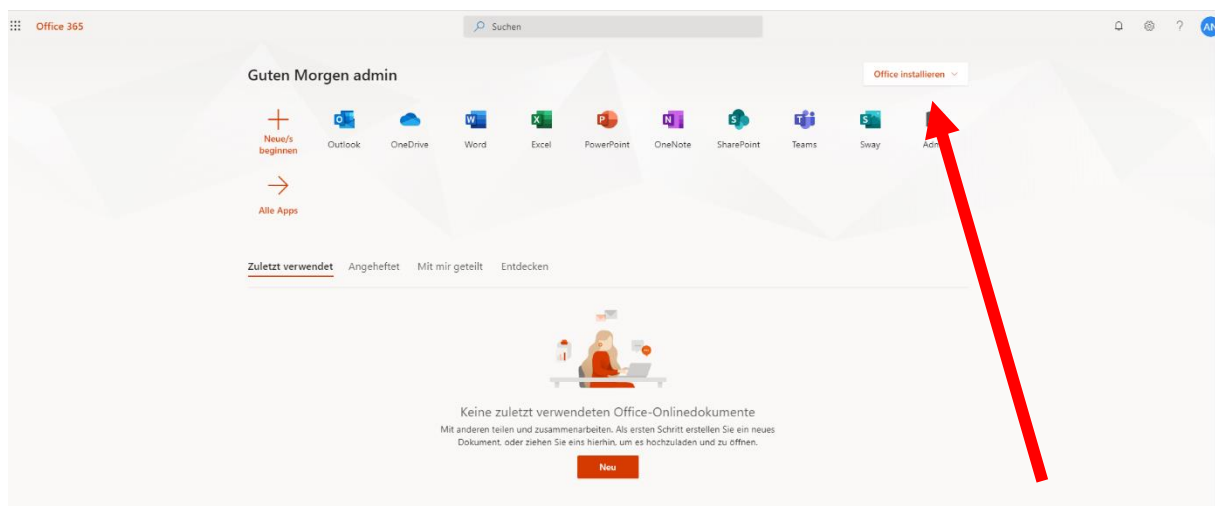 Office 365
Suchen
?
AN
Guten Morgen admin
Office installieren
Neue/s
beginnen
Outlook
OneDrive
Word
Excel
PowerPoint
OneNote
SharePoint
Teams
Sway
Alle Apps
Zuletzt verwendet Angeheftet Mit mir geteilt Entdecken
Keine zuletzt verwendeten Office-Onlinedokumente
Mit anderen teilen und zusammenarbeiten. Als ersten Schritt erstellen Sie ein neues
Dokument, oder ziehen Sie eins hierhin, um es hochzuladen und zu öffnen.
Neu